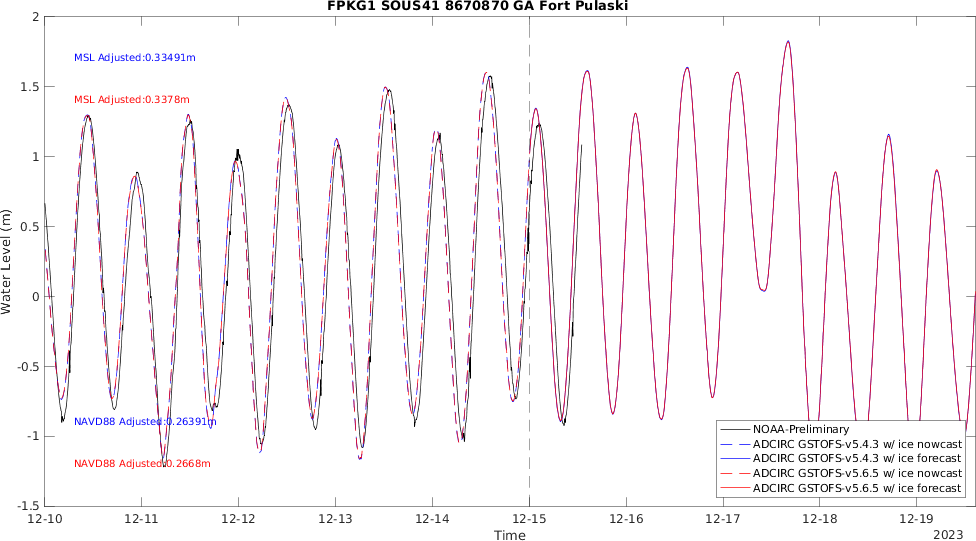 FPKG1 SOUS41 8670870 GA Fort Pulaski
2
1.5
1
0.5
0
-0.5
-1
-1.5
Water Level (m)
MSL Adjusted:0.33491m
MSL Adjusted:0.3378m
NAVD88 Adjusted:0.26391m
NAVD88 Adjusted:0.2668m
NOAA-Preliminary
ADCIRC GSTOFS-v5.4.3 w/ ice nowcast
ADCIRC GSTOFS-v5.4.3 w/ ice forecast
ADCIRC GSTOFS-v5.6.5 w/ ice nowcast
ADCIRC GSTOFS-v5.6.5 w/ ice forecast
12-10 12-11 12-12 12-13 12-14 12-15 12-16 12-17 12-18 12-19
Time
2023